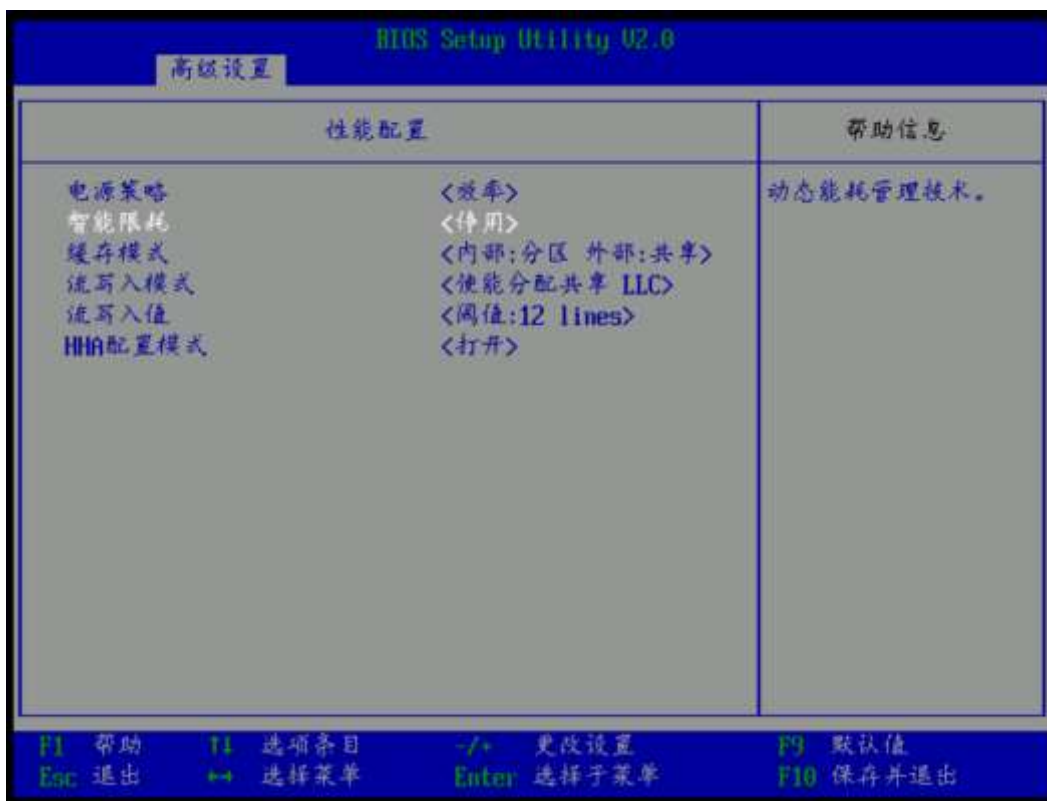 BIOS Setup Utility V2.0
高级设置
性能配置
帮助信息
电源策略 <效率>
动态能耗管理技术。
智能限耗 <停用>
缓存模式 <内部:分区 外部:共享>
流写入模式 <使能分配共享 LLC>
流写入值 <阈值:12 lines>
HHA配置模式 <打开>
F1 帮助 ↑↓ 选项条目 -/+ 更改设置 F9 默认值
Esc 退出 ←→ 选择菜单 Enter 选择子菜单 F10 保存并退出